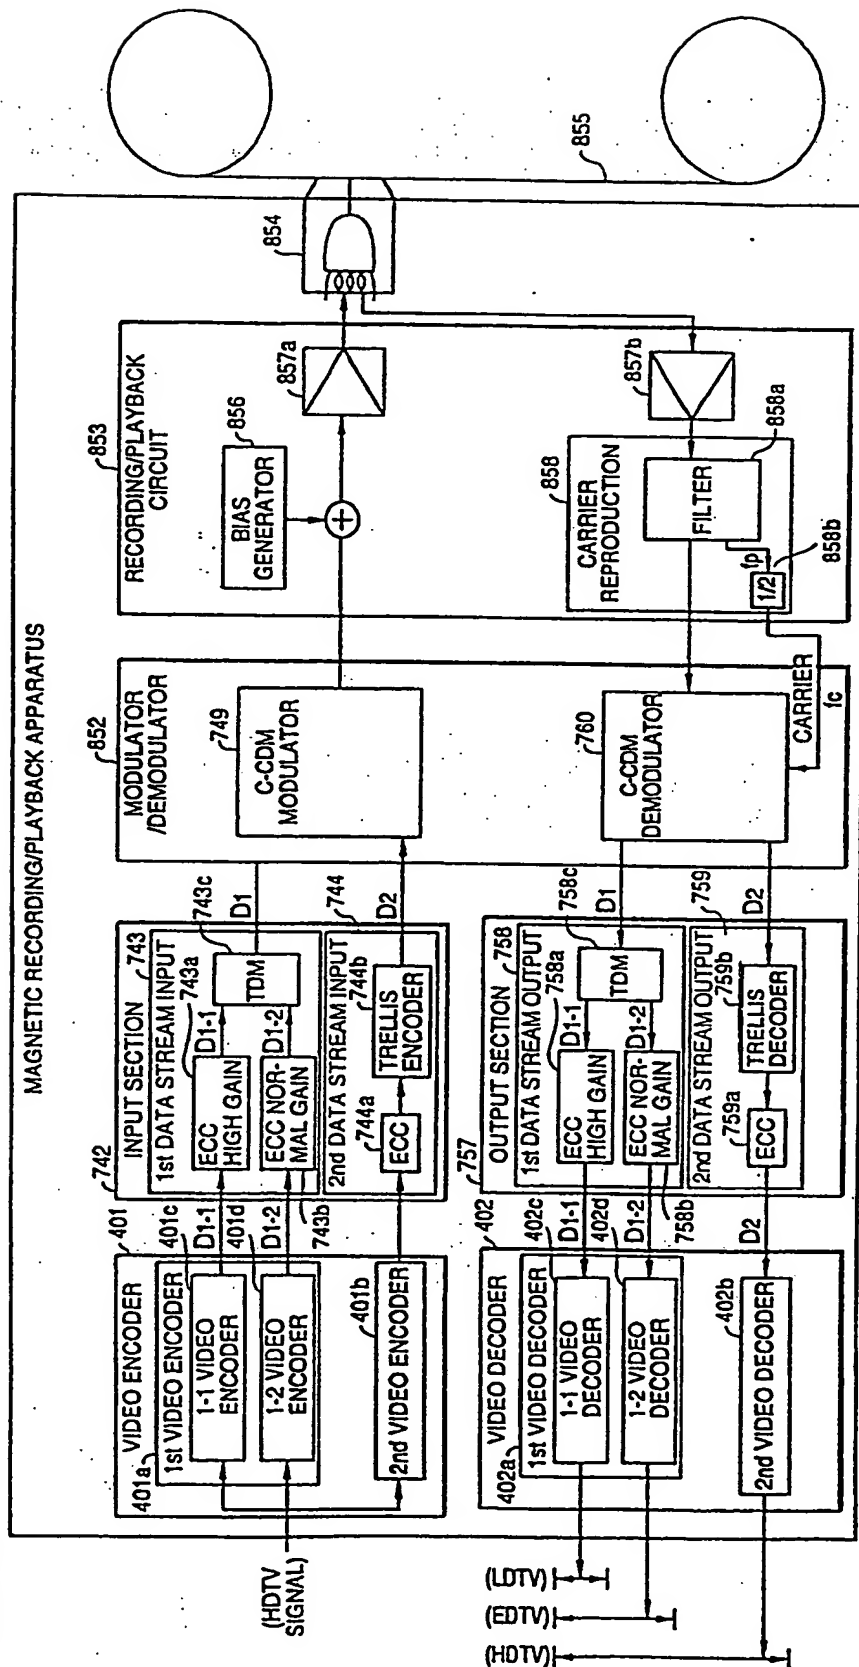 MAGNETIC RECORDING/PLAYBACK APPARATUS
(HDTV
SIGNAL)
401
VIDEO ENCODER
401a
1st VIDEO ENCODER
401c
1-1 VIDEO
ENCODER
401d
1-2 VIDEO
ENCODER
401b
2nd VIDEO ENCODER
D1-1
D1-2
742
INPUT SECTION
743
1st DATA STREAM INPUT
743a
ECC
HIGH GAIN
743b
ECC NOR-
MAL GAIN
D1-1
D1-2
743c
TDM
744
2nd DATA STREAM INPUT
744a
ECC
744b
TRELLIS
ENCODER
D1
D2
852
MODULATOR
/DEMODULATOR
749
C-CDM
MODULATOR
853
RECORDING/PLAYBACK
CIRCUIT
856
BIAS
GENERATOR
+
857a
854
855
857b
858
CARRIER
REPRODUCTION
858a
FILTER
fp
1/2
858b
CARRIER
fc
760
C-CDM
DEMODULATOR
D1
D2
757
OUTPUT SECTION
758
1st DATA STREAM OUTPUT
758c
TDM
D1-1
D1-2
758a
ECC
HIGH GAIN
758b
ECC NOR-
MAL GAIN
759
2nd DATA STREAM OUTPUT
759b
TRELLIS
DECODER
759a
ECC
D1-1
D1-2
D2
402
VIDEO DECODER
402a
1st VIDEO DECODER
402c
1-1 VIDEO
DECODER
402d
1-2 VIDEO
DECODER
402b
2nd VIDEO DECODER
(LDTV)
(EDTV)
(HDTV)